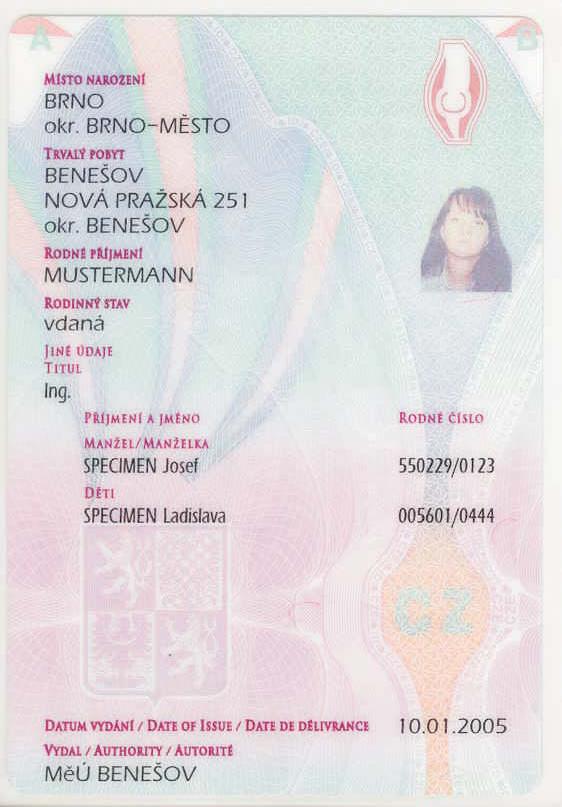 A B
MÍSTO NAROZENÍ
BRNO
okr. BRNO-MĚSTO
TRVALÝ POBYT
BENEŠOV
NOVÁ PRAŽSKÁ 251
okr. BENEŠOV
RODNÉ PŘÍJMENÍ
MUSTERMANN
RODINNÝ STAV
vdaná
JINÉ ÚDAJE
TITUL
Ing.
PŘÍJMENÍ A JMÉNO RODNÉ ČÍSLO
MANŽEL/MANŽELKA
SPECIMEN Josef 550229/0123
DĚTI
SPECIMEN Ladislava 005601/0444
CZ
DATUM VYDÁNÍ / DATE OF ISSUE / DATE DE DÉLIVRANCE 10.01.2005
VYDAL / AUTHORITY / AUTORITÉ
MěÚ BENEŠOV